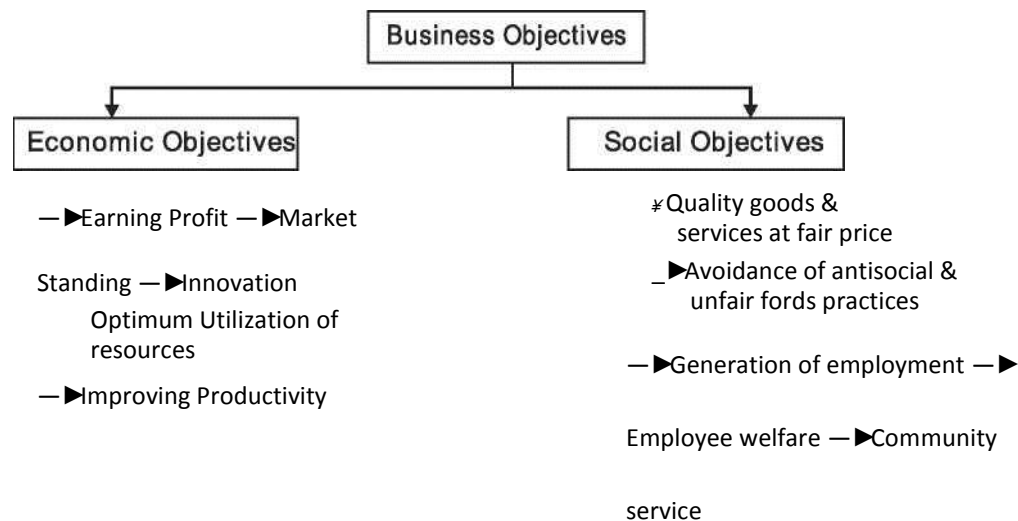 Business Objectives
Economic Objectives
Social Objectives
—►Earning Profit —►Market
Standing —►Innovation
Optimum Utilization of
resources
—►Improving Productivity
¥Quality goods &
services at fair price
_►Avoidance of antisocial &
unfair fords practices
—►Generation of employment —►
Employee welfare —►Community
service